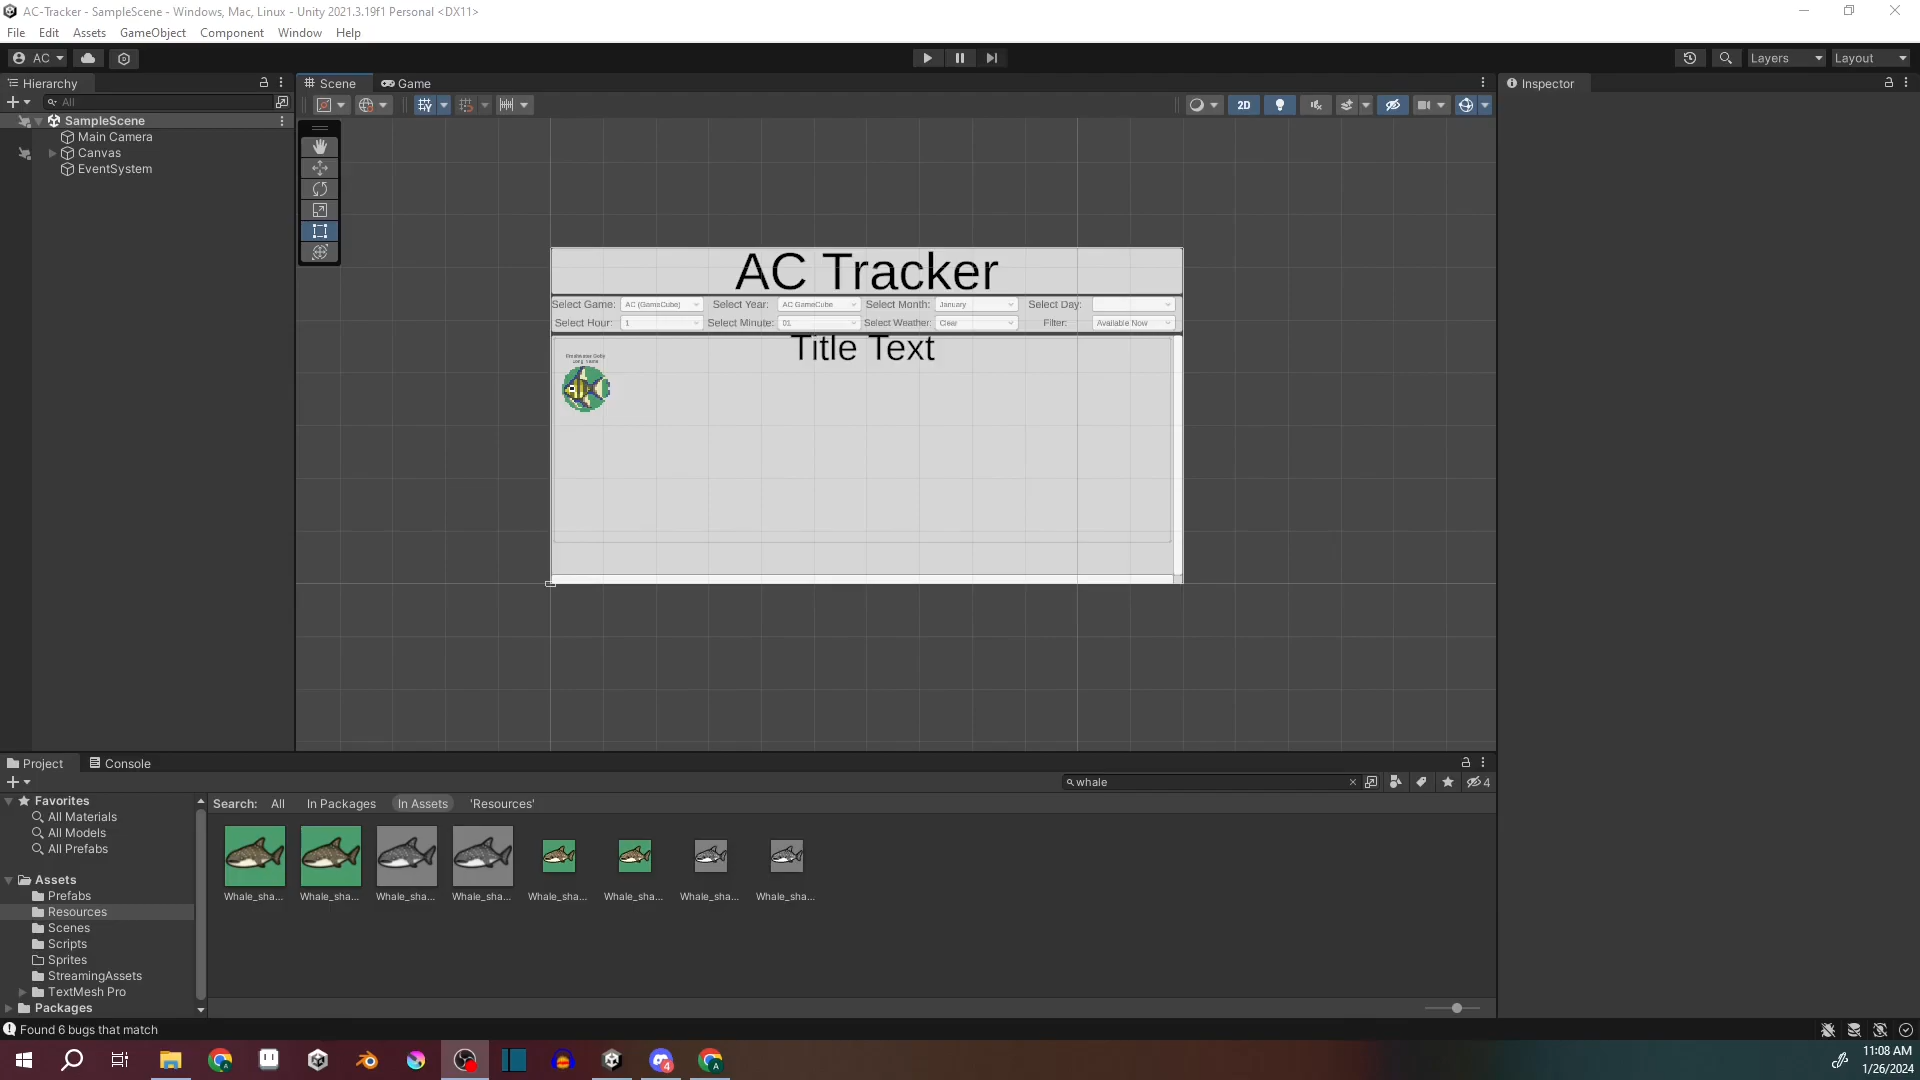 AC-Tracker - SampleScene - Windows, Mac, Linux - Unity 2021.3.19f1 Personal <DX11>
File Edit Assets GameObject Component Window Help
AC Layers Layout
Hierarchy
Scene Game
Inspector
All
2D
SampleScene
Main Camera
Canvas
EventSystem
AC Tracker
Select Game: AC (GameCube) Select Year: AC GameCube Select Month: January Select Day:
Select Hour: 1 Select Minute: 01 Select Weather: Clear Filter: Available Now
Title Text
Project Console
whale
4
Favorites
All Materials
All Models
All Prefabs
Assets
Prefabs
Resources
Scenes
Scripts
Sprites
StreamingAssets
TextMesh Pro
Packages
Search: All In Packages In Assets 'Resources'
Whale_sha... Whale_sha... Whale_sha... Whale_sha... Whale_sha... Whale_sha... Whale_sha... Whale_sha...
Found 6 bugs that match
4
11:08 AM
1/26/2024